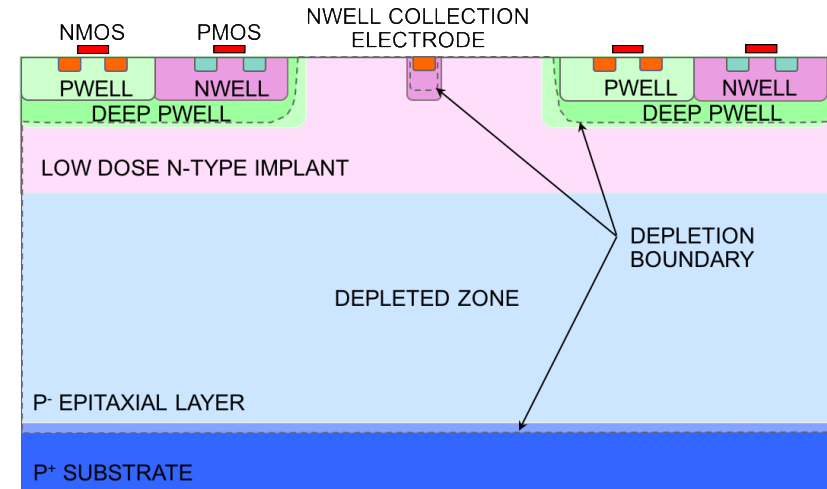 NMOS
PMOS
NWELL COLLECTION
ELECTRODE
PWELL
NWELL
PWELL
NWELL
DEEP PWELL
DEEP PWELL
LOW DOSE N-TYPE IMPLANT
DEPLETION
BOUNDARY
DEPLETED ZONE
P- EPITAXIAL LAYER
P+ SUBSTRATE